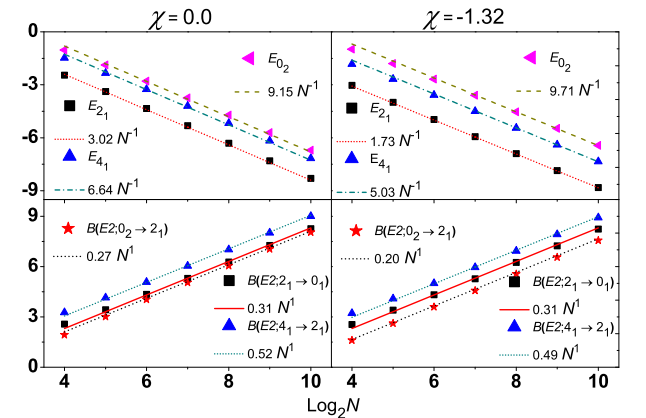 χ = 0.0
χ = -1.32
0
-3
-6
-9
E02
9.15 N-1
E21
3.02 N-1
E41
6.64 N-1
E02
9.71 N-1
E21
1.73 N-1
E41
5.03 N-1
9
6
3
0
B(E2;02→21)
0.27 N1
B(E2;21→01)
0.31 N1
B(E2;41→21)
0.52 N1
B(E2;02→21)
0.20 N1
B(E2;21→01)
0.31 N1
B(E2;41→21)
0.49 N1
4 5 6 7 8 9 10
4 5 6 7 8 9 10
Log2N